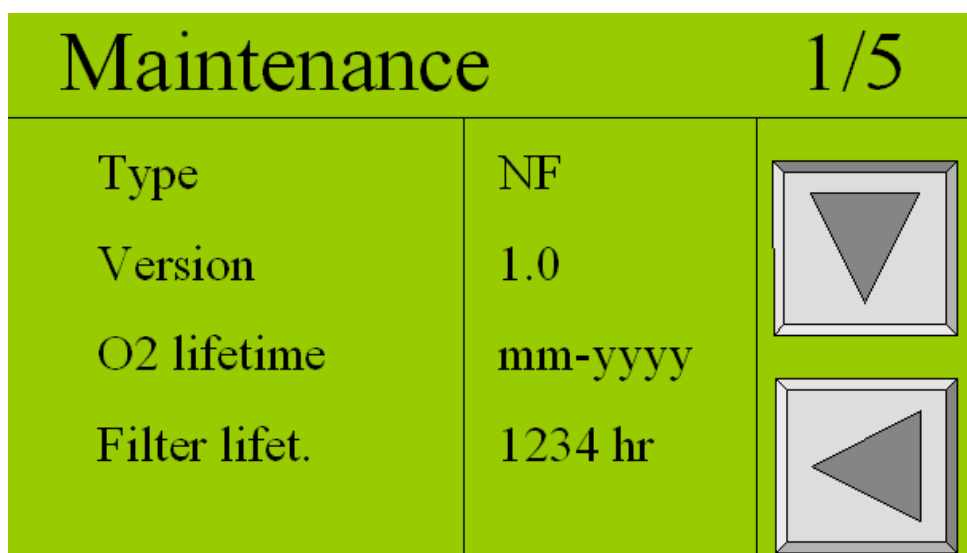 Maintenance 1/5
Type NF
Version 1.0
O2 lifetime mm-yyyy
Filter lifet. 1234 hr